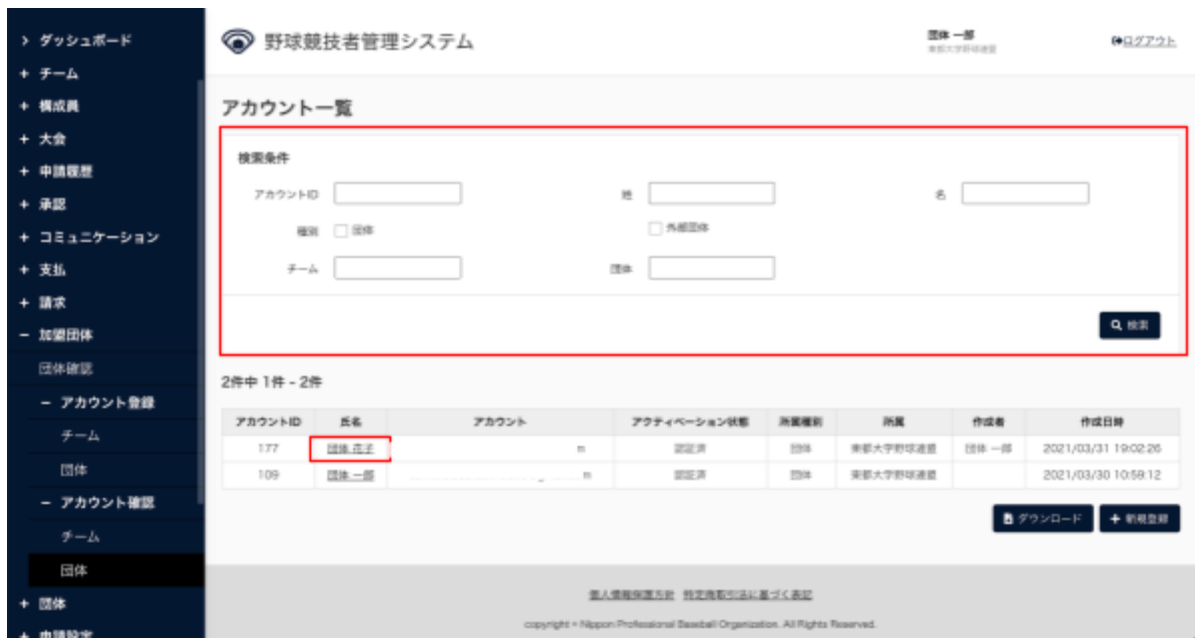 > ダッシュボード
+ チーム
+ 構成員
+ 大会
+ 申請履歴
+ 承認
+ コミュニケーション
+ 支払
+ 請求
− 加盟団体
団体確認
− アカウント登録
チーム
団体
− アカウント確認
チーム
団体
+ 団体
+ 申請設定
野球競技者管理システム
団体 一郎
東都大学野球連盟
ログアウト
アカウント一覧
検索条件
アカウントID
姓
名
種別 団体 外部団体
チーム 団体
検索
2件中 1件 - 2件
アカウントID 氏名 アカウント アクティベーション状態 所属種別 所属 作成者 作成日時
177 団体 花子 m 認証済 団体 東都大学野球連盟 団体 一郎 2021/03/31 19:02:26
109 団体 一郎 m 認証済 団体 東都大学野球連盟 2021/03/30 10:59:12
ダウンロード + 新規登録
個人情報保護方針 特定商取引法に基づく表記
copyright © Nippon Professional Baseball Organization. All Rights Reserved.